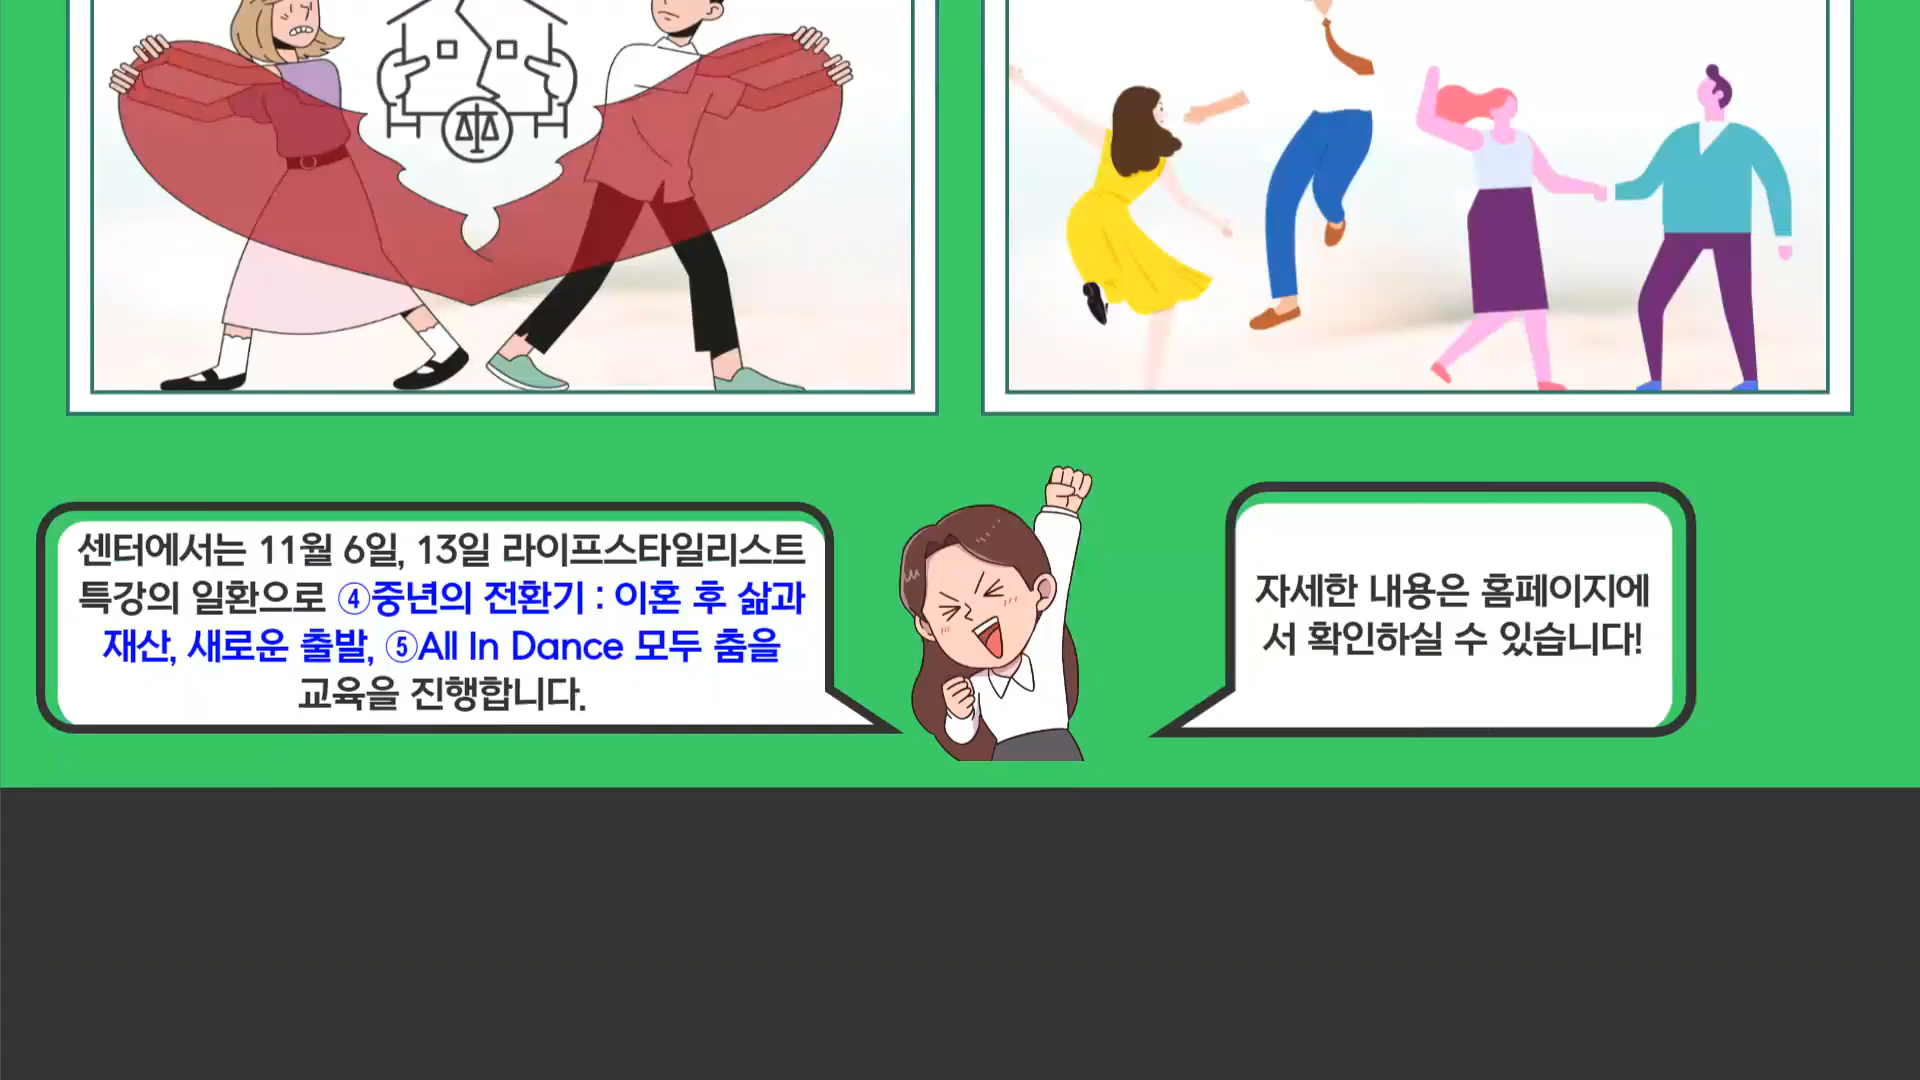 센터에서는 11월 6일, 13일 라이프스타일리스트
특강의 일환으로 ④중년의 전환기 : 이혼 후 삶과
재산, 새로운 출발, ⑤All In Dance 모두 춤을
교육을 진행합니다.
자세한 내용은 홈페이지에
서 확인하실 수 있습니다!